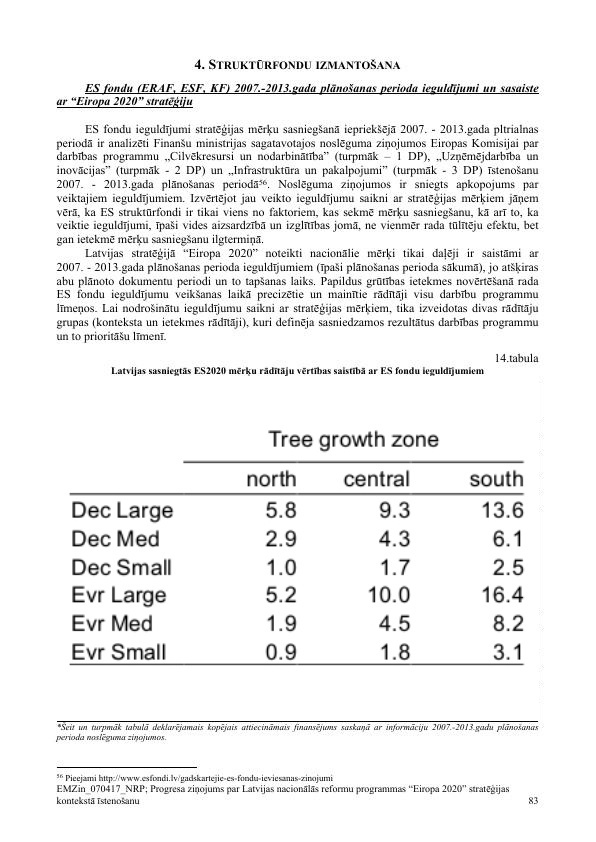 4. STRUKTŪRFONDU IZMANTOŠANA
ES fondu (ERAF, ESF, KF) 2007.-2013.gada plānošanas perioda ieguldījumi un sasaiste
ar “Eiropa 2020” stratēģiju
ES fondu ieguldījumi stratēģijas mērķu sasniegšanā iepriekšējā 2007. - 2013.gada pltrialnas
periodā ir analizēti Finanšu ministrijas sagatavotajos noslēguma ziņojumos Eiropas Komisijai par
darbības programmu „Cilvēkresursi un nodarbinātība” (turpmāk – 1 DP), „Uzņēmējdarbība un
inovācijas” (turpmāk - 2 DP) un „Infrastruktūra un pakalpojumi” (turpmāk - 3 DP) īstenošanu
2007. - 2013.gada plānošanas periodā56. Noslēguma ziņojumos ir sniegts apkopojums par
veiktajiem ieguldījumiem. Izvērtējot jau veikto ieguldījumu saikni ar stratēģijas mērķiem jāņem
vērā, ka ES struktūrfondi ir tikai viens no faktoriem, kas sekmē mērķu sasniegšanu, kā arī to, ka
veiktie ieguldījumi, īpaši vides aizsardzībā un izglītības jomā, ne vienmēr rada tūlītēju efektu, bet
gan ietekmē mērķu sasniegšanu ilgtermiņā.
Latvijas stratēģijā “Eiropa 2020” noteikti nacionālie mērķi tikai daļēji ir saistāmi ar
2007. - 2013.gada plānošanas perioda ieguldījumiem (īpaši plānošanas perioda sākumā), jo atšķiras
abu plānoto dokumentu periodi un to tapšanas laiks. Papildus grūtības ietekmes novērtēšanā rada
ES fondu ieguldījumu veikšanas laikā precizētie un mainītie rādītāji visu darbību programmu
līmeņos. Lai nodrošinātu ieguldījumu saikni ar stratēģijas mērķiem, tika izveidotas divas rādītāju
grupas (konteksta un ietekmes rādītāji), kuri definēja sasniedzamos rezultātus darbības programmu
un to prioritāšu līmenī.
14.tabula
Latvijas sasniegtās ES2020 mērķu rādītāju vērtības saistībā ar ES fondu ieguldījumiem
Tree growth zone
north central south
Dec Large 5.8 9.3 13.6
Dec Med 2.9 4.3 6.1
Dec Small 1.0 1.7 2.5
Evr Large 5.2 10.0 16.4
Evr Med 1.9 4.5 8.2
Evr Small 0.9 1.8 3.1
*Šeit un turpmāk tabulā deklarējamais kopējais attiecināmais finansējums saskaņā ar informāciju 2007.-2013.gadu plānošanas
perioda noslēguma ziņojumos.
56 Pieejami http://www.esfondi.lv/gadskartejie-es-fondu-ieviesanas-zinojumi
EMZin_070417_NRP; Progresa ziņojums par Latvijas nacionālās reformu programmas “Eiropa 2020” stratēģijas
kontekstā īstenošanu 83